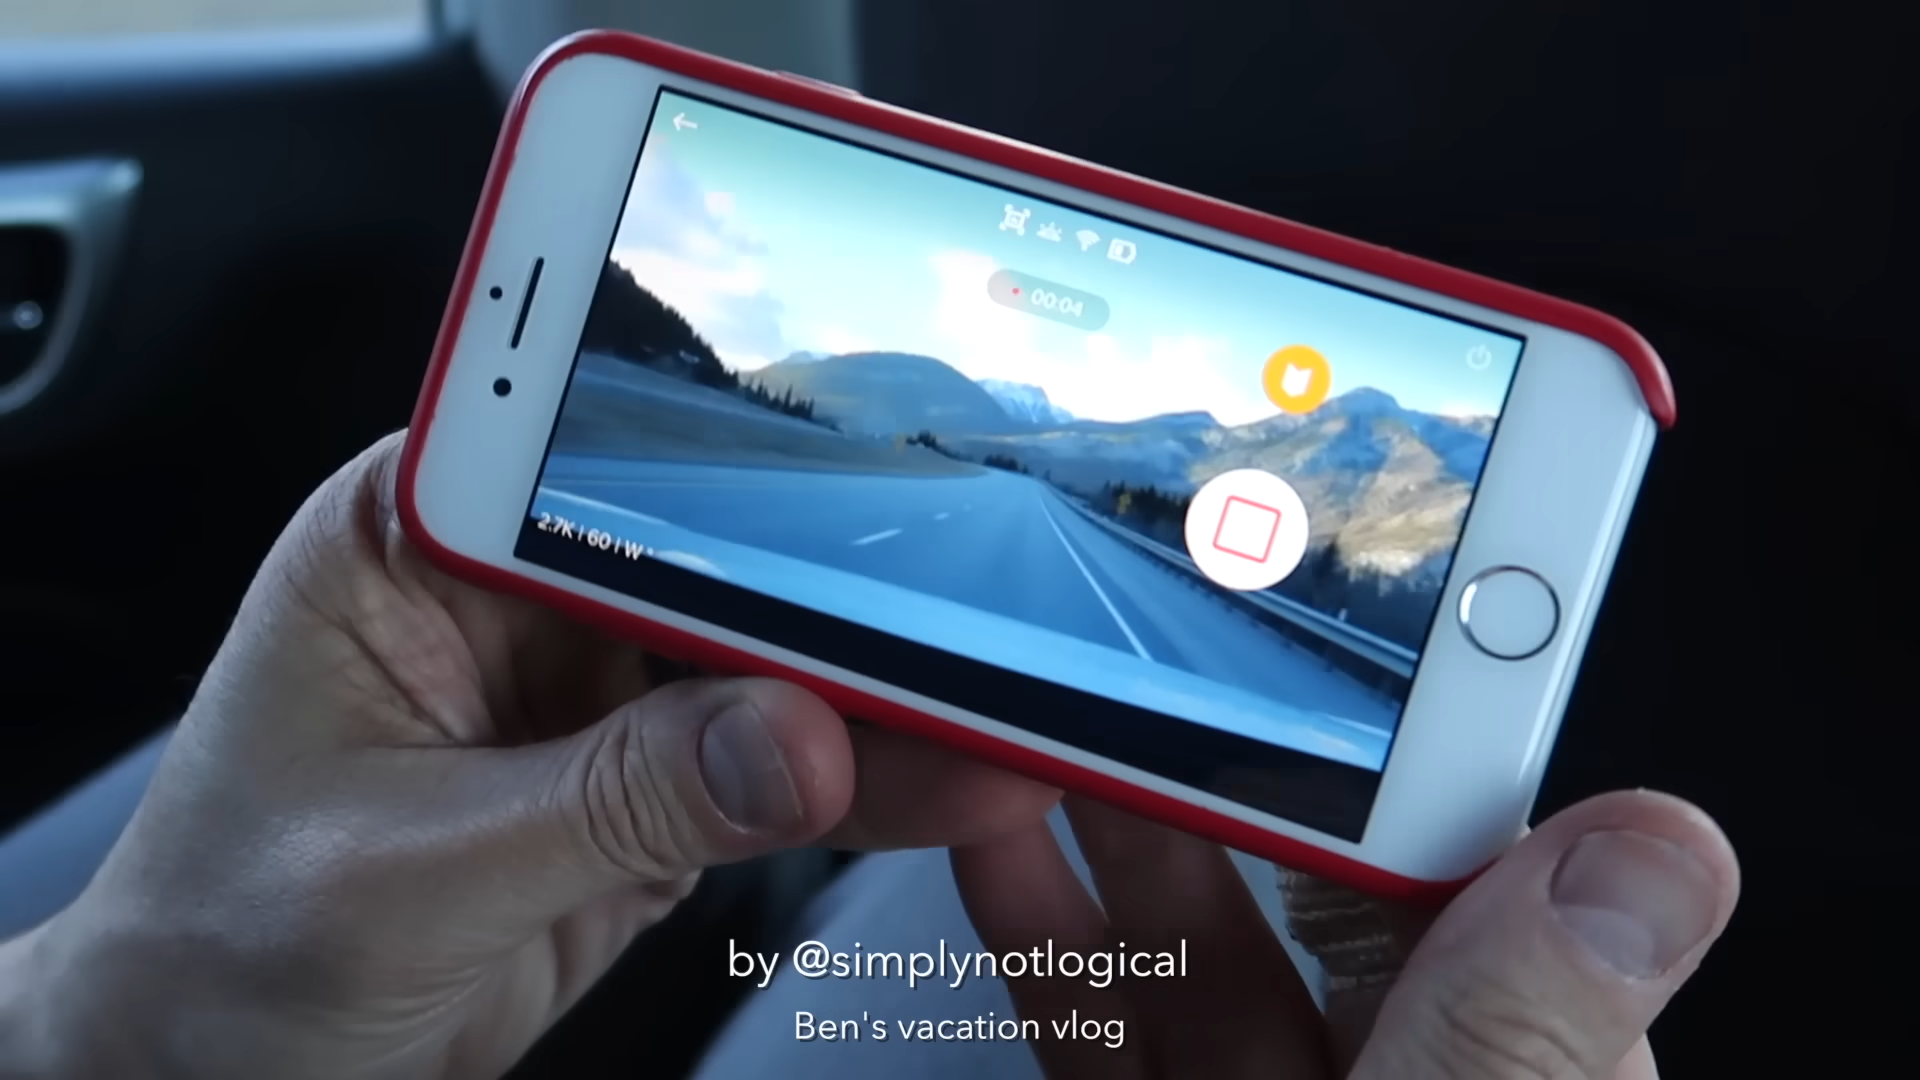 00:04
2.7K | 60 | W
by @simplynotlogical
Ben's vacation vlog